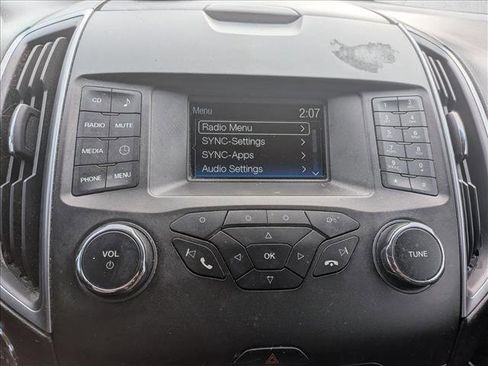 Menu 2:07
Radio Menu
SYNC-Settings
SYNC-Apps
Audio Settings
CD
RADIO MUTE
MEDIA
PHONE MENU
VOL
OK
TUNE